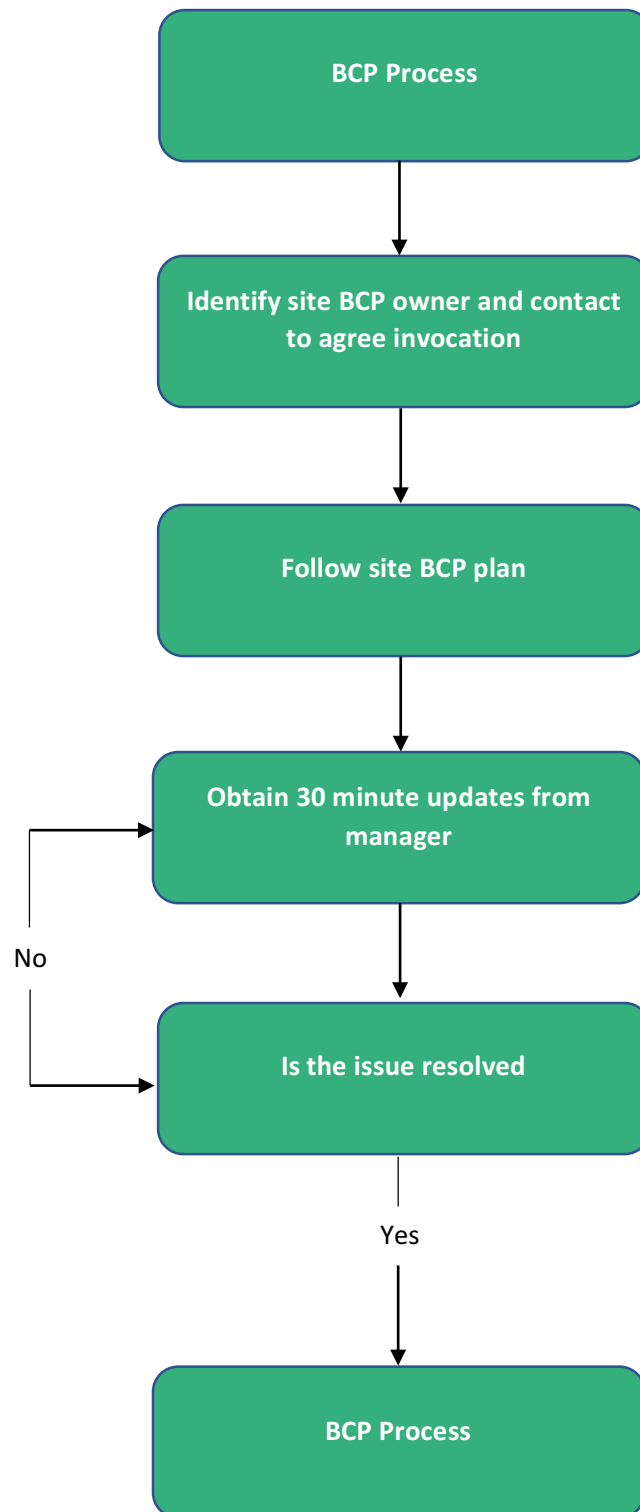 BCP Process
Identify site BCP owner and contact
to agree invocation
Follow site BCP plan
Obtain 30 minute updates from
manager
No
Is the issue resolved
Yes
BCP Process